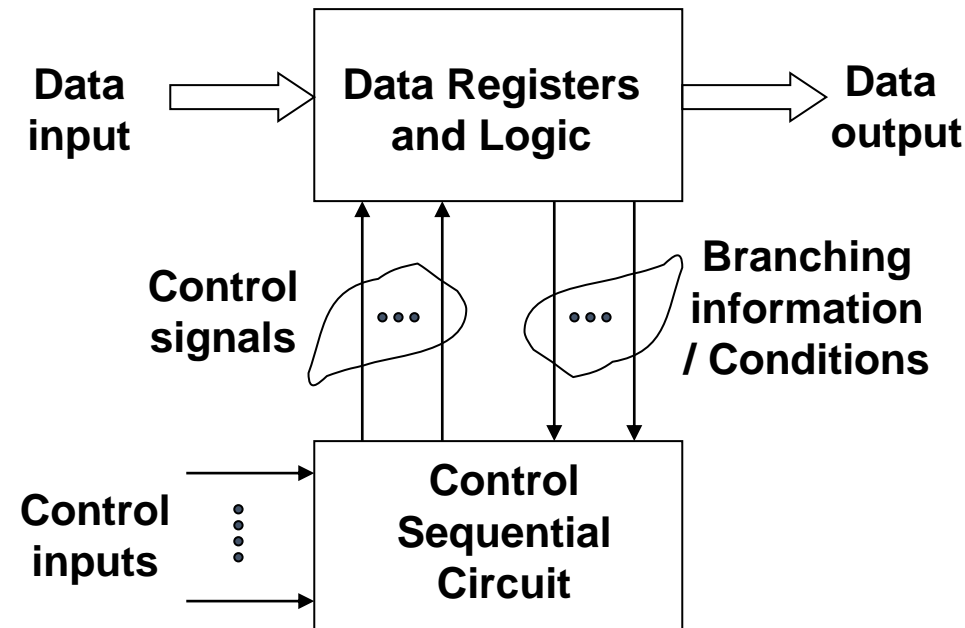 Data
input
Data Registers
and Logic
Data
output
Control
signals
Branching
information
/ Conditions
Control
inputs
Control
Sequential
Circuit